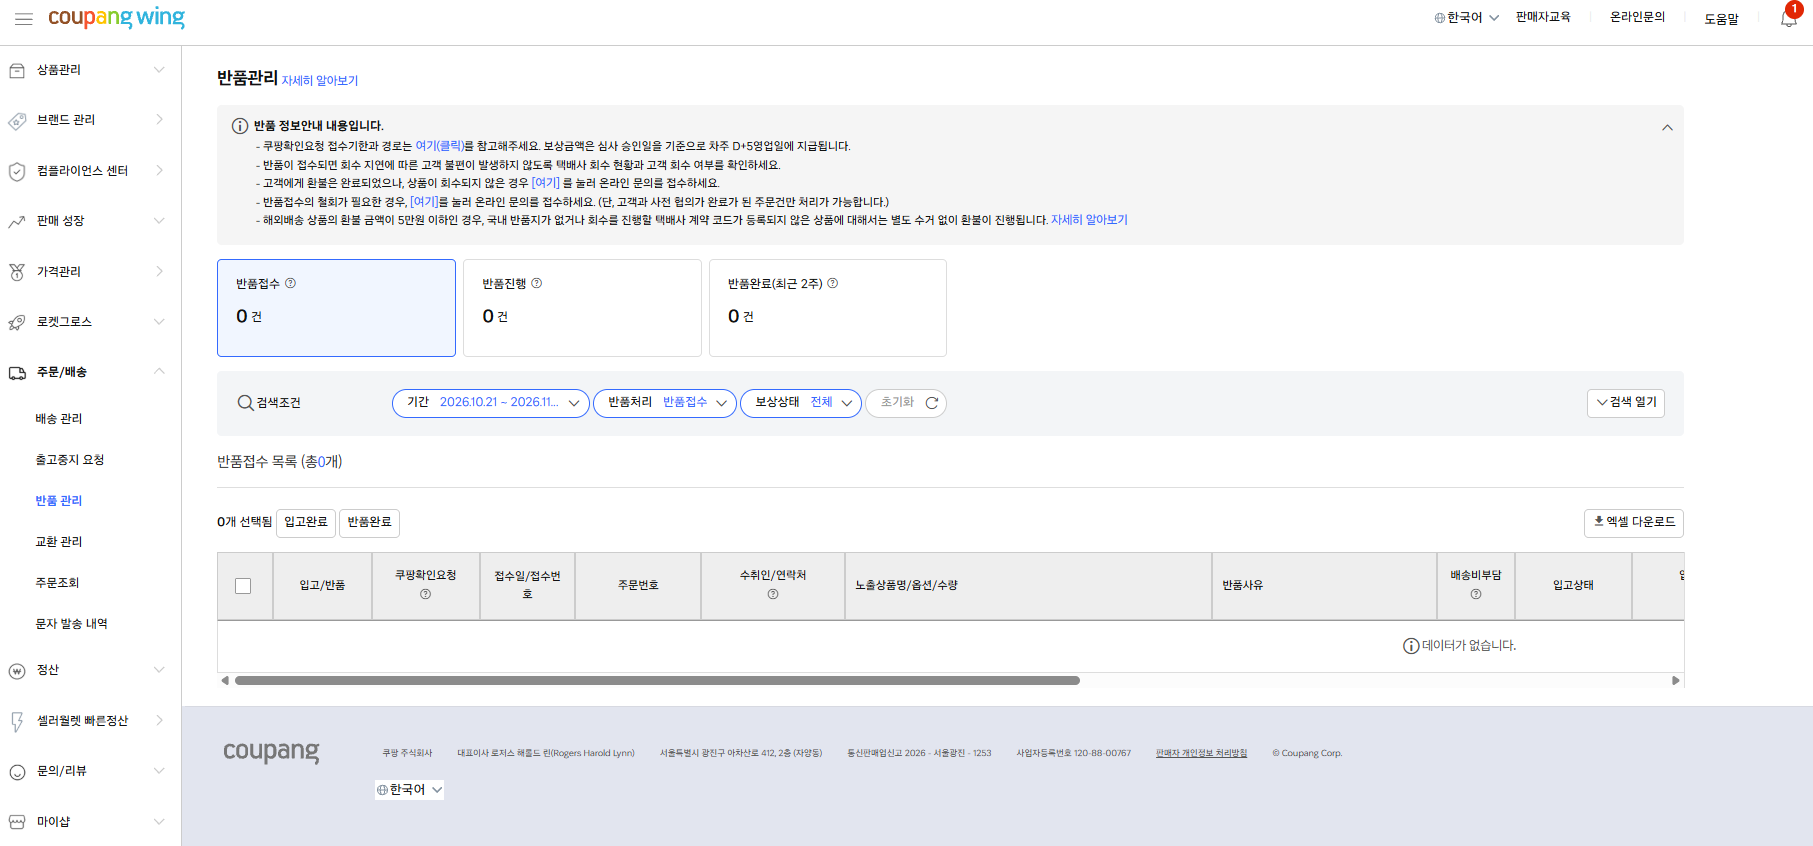 coupang wing
한국어
판매자교육
온라인문의
도움말
1
상품관리
브랜드 관리
컴플라이언스 센터
판매 성장
가격관리
로켓그로스
주문/배송
배송 관리
출고중지 요청
반품 관리
교환 관리
주문조회
문자 발송 내역
정산
셀러월렛 빠른정산
문의/리뷰
마이샵
반품관리 자세히 알아보기
반품 정보안내 내용입니다.
- 쿠팡확인요청 접수기한과 경로는 여기(클릭)를 참고해주세요. 보상금액은 심사 승인일을 기준으로 차주 D+5영업일에 지급됩니다.
- 반품이 접수되면 회수 지연에 따른 고객 불편이 발생하지 않도록 택배사 회수 현황과 고객 회수 여부를 확인하세요.
- 고객에게 환불은 완료되었으나, 상품이 회수되지 않은 경우 [여기] 를 눌러 온라인 문의를 접수하세요.
- 반품접수의 철회가 필요한 경우, [여기]를 눌러 온라인 문의를 접수하세요. (단, 고객과 사전 협의가 완료가 된 주문건만 처리가 가능합니다.)
- 해외배송 상품의 환불 금액이 5만원 이하인 경우, 국내 반품지가 없거나 회수를 진행할 택배사 계약 코드가 등록되지 않은 상품에 대해서는 별도 수거 없이 환불이 진행됩니다. 자세히 알아보기
반품접수
0 건
반품진행
0 건
반품완료(최근 2주)
0 건
검색조건
기간 2026.10.21 ~ 2026.11...
반품처리 반품접수
보상상태 전체
초기화
검색 열기
반품접수 목록 (총0개)
0개 선택됨 입고완료 반품완료
엑셀 다운로드
입고/반품
쿠팡확인요청
접수일/접수번
호
주문번호
수취인/연락처
노출상품명/옵션/수량
반품사유
배송비부담
입고상태
데이터가 없습니다.
coupang
쿠팡 주식회사
대표이사 로저스 해롤드 린(Rogers Harold Lynn)
서울특별시 광진구 아차산로 412, 2층 (자양동)
통신판매업신고 2026 - 서울광진 - 1253
사업자등록번호 120-88-00767
판매자 개인정보 처리방침
© Coupang Corp.
한국어